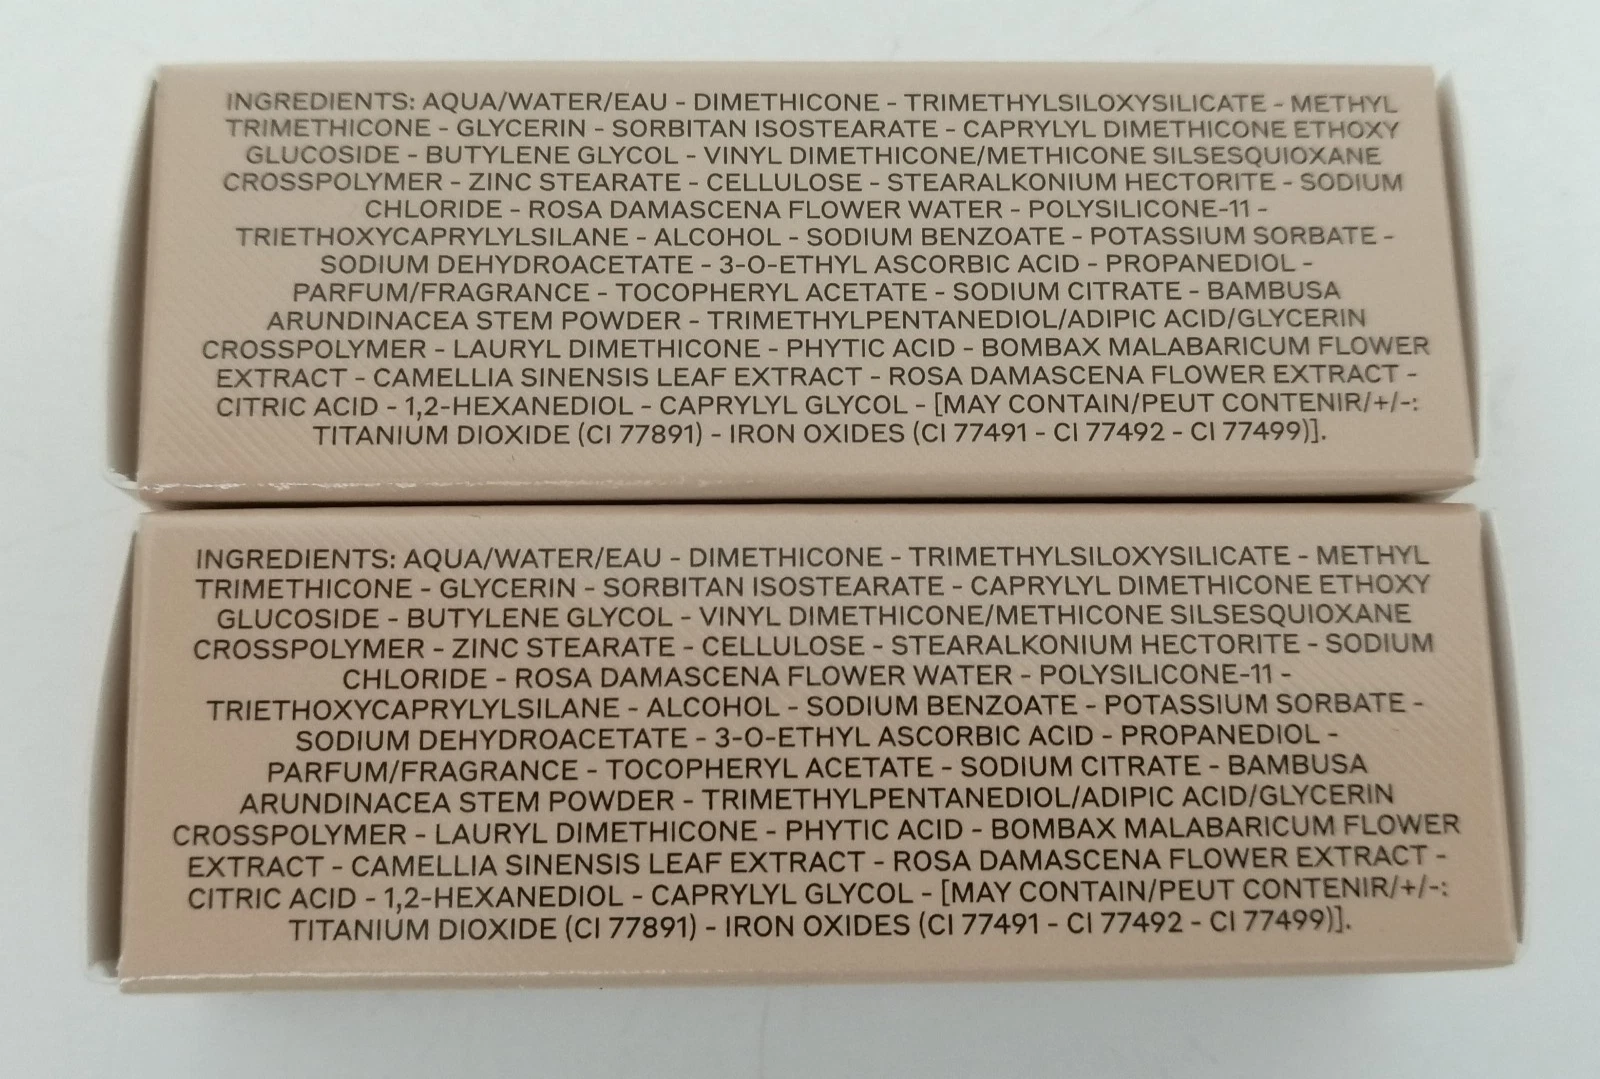 INGREDIENTS: AQUA/WATER/EAU - DIMETHICONE - TRIMETHYLSILOXYSILICATE - METHYL
TRIMETHICONE - GLYCERIN - SORBITAN ISOSTEARATE - CAPRYLYL DIMETHICONE ETHOXY
GLUCOSIDE - BUTYLENE GLYCOL - VINYL DIMETHICONE/METHICONE SILSESQUIOXANE
CROSSPOLYMER - ZINC STEARATE - CELLULOSE - STEARALKONIUM HECTORITE - SODIUM
CHLORIDE - ROSA DAMASCENA FLOWER WATER - POLYSILICONE-11 -
TRIETHOXYCAPRYLYLSILANE - ALCOHOL - SODIUM BENZOATE - POTASSIUM SORBATE -
SODIUM DEHYDROACETATE - 3-O-ETHYL ASCORBIC ACID - PROPANEDIOL -
PARFUM/FRAGRANCE - TOCOPHERYL ACETATE - SODIUM CITRATE - BAMBUSA
ARUNDINACEA STEM POWDER - TRIMETHYLPENTANEDIOL/ADIPIC ACID/GLYCERIN
CROSSPOLYMER - LAURYL DIMETHICONE - PHYTIC ACID - BOMBAX MALABARICUM FLOWER
EXTRACT - CAMELLIA SINENSIS LEAF EXTRACT - ROSA DAMASCENA FLOWER EXTRACT -
CITRIC ACID - 1,2-HEXANEDIOL - CAPRYLYL GLYCOL - [MAY CONTAIN/PEUT CONTENIR/+/-:
TITANIUM DIOXIDE (CI 77891) - IRON OXIDES (CI 77491 - CI 77492 - CI 77499)].
INGREDIENTS: AQUA/WATER/EAU - DIMETHICONE - TRIMETHYLSILOXYSILICATE - METHYL
TRIMETHICONE - GLYCERIN - SORBITAN ISOSTEARATE - CAPRYLYL DIMETHICONE ETHOXY
GLUCOSIDE - BUTYLENE GLYCOL - VINYL DIMETHICONE/METHICONE SILSESQUIOXANE
CROSSPOLYMER - ZINC STEARATE - CELLULOSE - STEARALKONIUM HECTORITE - SODIUM
CHLORIDE - ROSA DAMASCENA FLOWER WATER - POLYSILICONE-11 -
TRIETHOXYCAPRYLYLSILANE - ALCOHOL - SODIUM BENZOATE - POTASSIUM SORBATE -
SODIUM DEHYDROACETATE - 3-O-ETHYL ASCORBIC ACID - PROPANEDIOL -
PARFUM/FRAGRANCE - TOCOPHERYL ACETATE - SODIUM CITRATE - BAMBUSA
ARUNDINACEA STEM POWDER - TRIMETHYLPENTANEDIOL/ADIPIC ACID/GLYCERIN
CROSSPOLYMER - LAURYL DIMETHICONE - PHYTIC ACID - BOMBAX MALABARICUM FLOWER
EXTRACT - CAMELLIA SINENSIS LEAF EXTRACT - ROSA DAMASCENA FLOWER EXTRACT -
CITRIC ACID - 1,2-HEXANEDIOL - CAPRYLYL GLYCOL - [MAY CONTAIN/PEUT CONTENIR/+/-:
TITANIUM DIOXIDE (CI 77891) - IRON OXIDES (CI 77491 - CI 77492 - CI 77499)].